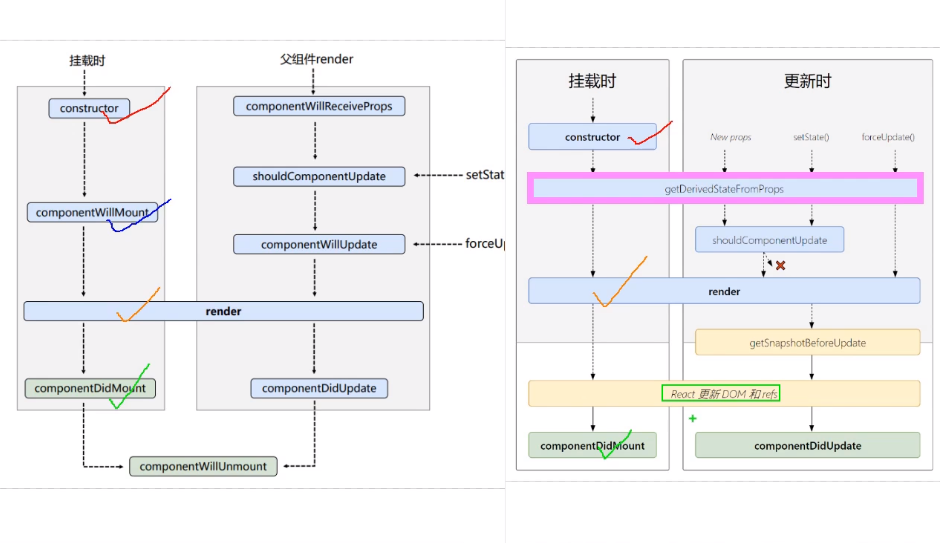 挂载时
父组件render
constructor
componentWillReceiveProps
shouldComponentUpdate
setStat
componentWillMount
componentWillUpdate
forceUp
render
componentDidMount
componentDidUpdate
componentWillUnmount
挂载时
更新时
constructor
New props
setState()
forceUpdate()
getDerivedStateFromProps
shouldComponentUpdate
render
getSnapshotBeforeUpdate
React 更新 DOM 和 refs
componentDidMount
componentDidUpdate